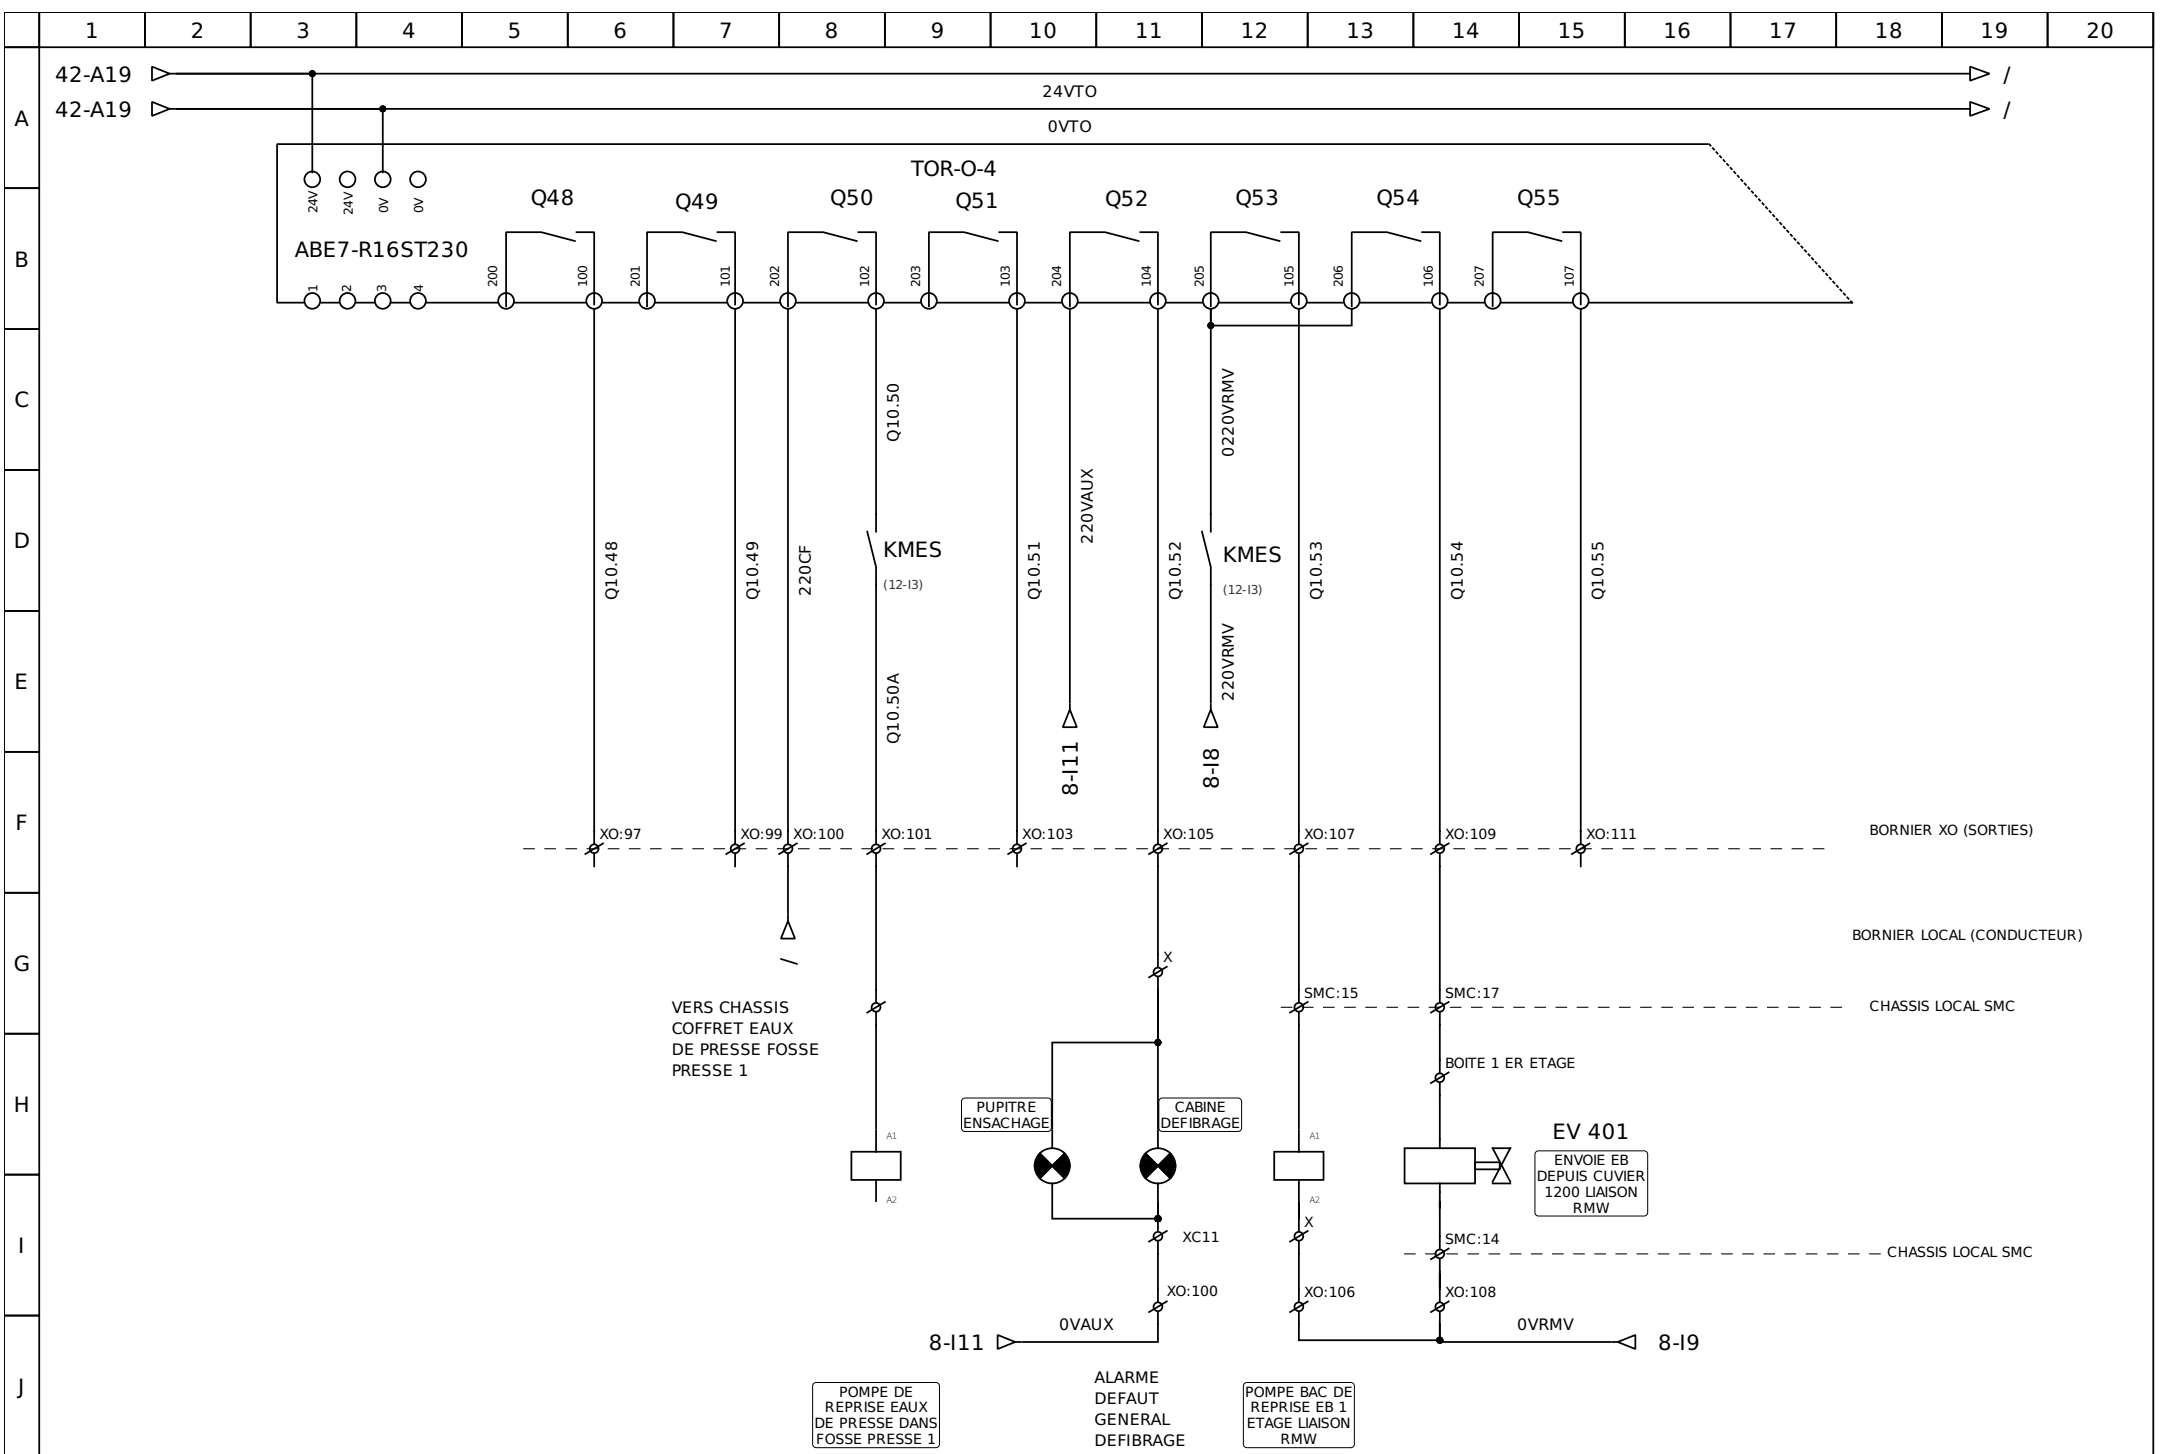 1 2 3 4 5 6 7 8 9 10 11 12 13 14 15 16 17 18 19 20
A
B
C
D
E
F
G
H
I
J
42-A19
/
24VTO
42-A19
/
0VTO
TOR-O-4
24V
24V
0V
0V
ABE7-R16ST230
1
2
3
4
Q48
Q49
Q50
Q51
Q52
Q53
Q54
Q55
200
100
201
101
202
102
203
103
204
104
205
105
206
106
207
107
Q10.50
0220VRMV
220VAUX
Q10.48
Q10.49
220CF
KMES
(12-I3)
Q10.51
Q10.52
KMES
(12-I3)
Q10.53
Q10.54
Q10.55
Q10.50A
220VRMV
8-I11
8-I8
XO:97
XO:99
XO:100
XO:101
XO:103
XO:105
XO:107
XO:109
XO:111
BORNIER XO (SORTIES)
/
X
BORNIER LOCAL (CONDUCTEUR)
VERS CHASSIS
COFFRET EAUX
DE PRESSE FOSSE
PRESSE 1
SMC:15
SMC:17
CHASSIS LOCAL SMC
BOITE 1 ER ETAGE
PUPITRE
ENSACHAGE
CABINE
DEFIBRAGE
A1
A2
A1
A2
EV 401
ENVOIE EB
DEPUIS CUVIER
1200 LIAISON
RMW
XC11
X
SMC:14
CHASSIS LOCAL SMC
XO:100
XO:106
XO:108
8-I11
0VAUX
0VRMV
8-I9
POMPE DE
REPRISE EAUX
DE PRESSE DANS
FOSSE PRESSE 1
ALARME
DEFAUT
GENERAL
DEFIBRAGE
POMPE BAC DE
REPRISE EB 1
ETAGE LIAISON
RMW